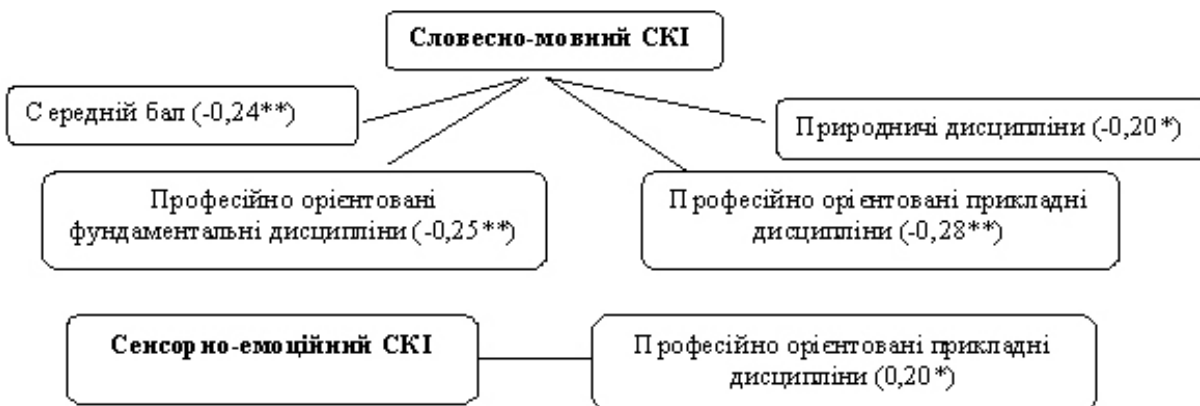 Словесно-мовний СКІ
Середній бал (-0,24**)
Природничі дисципліни (-0,20*)
Професійно орієнтовані
фундаментальні дисципліни (-0,25**)
Професійно орієнтовані прикладні
дисципліни (-0,28**)
Сенсорно-емоційний СКІ
Професійно орієнтовані прикладні
дисципліни (0,20*)